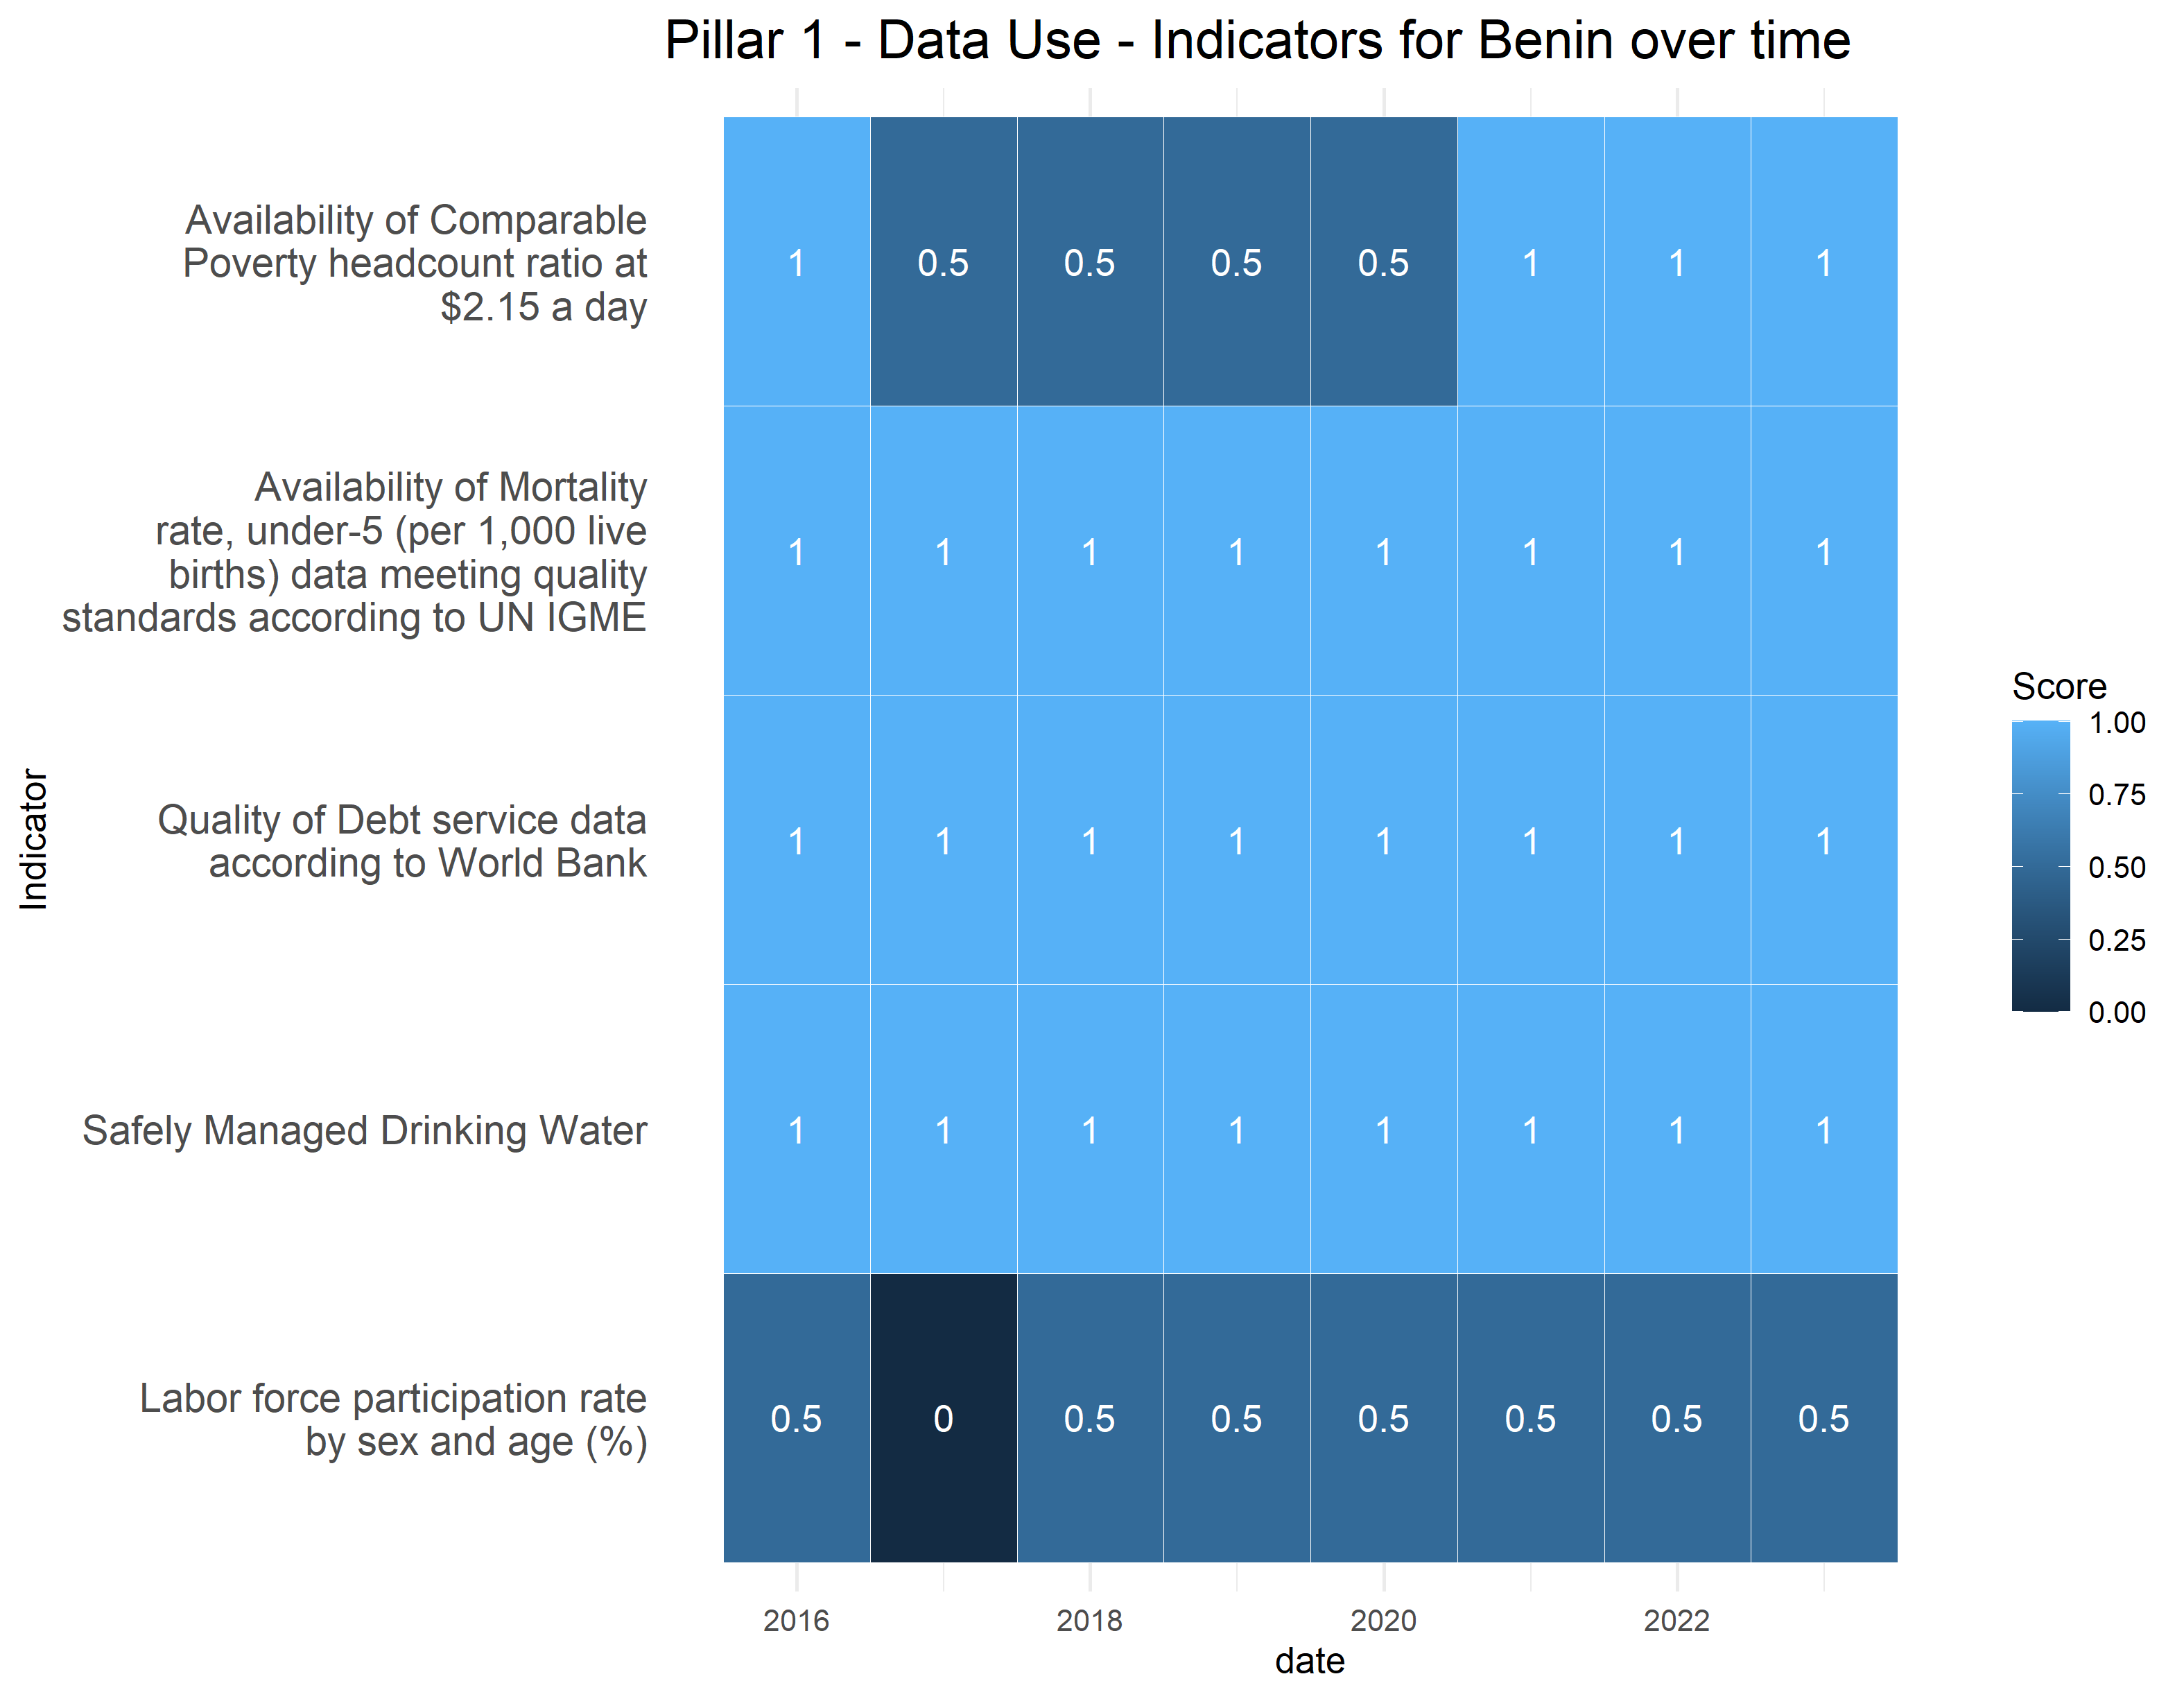 Pillar 1 - Data Use - Indicators for Benin over time
Indicator
Availability of Comparable
Poverty headcount ratio at
$2.15 a day
1 0.5 0.5 0.5 0.5 1 1 1
Availability of Mortality
rate, under-5 (per 1,000 live
births) data meeting quality
standards according to UN IGME
1 1 1 1 1 1 1 1
Quality of Debt service data
according to World Bank
1 1 1 1 1 1 1 1
Safely Managed Drinking Water
1 1 1 1 1 1 1 1
Labor force participation rate
by sex and age (%)
0.5 0 0.5 0.5 0.5 0.5 0.5 0.5
2016 2018 2020 2022
date
Score
1.00
0.75
0.50
0.25
0.00